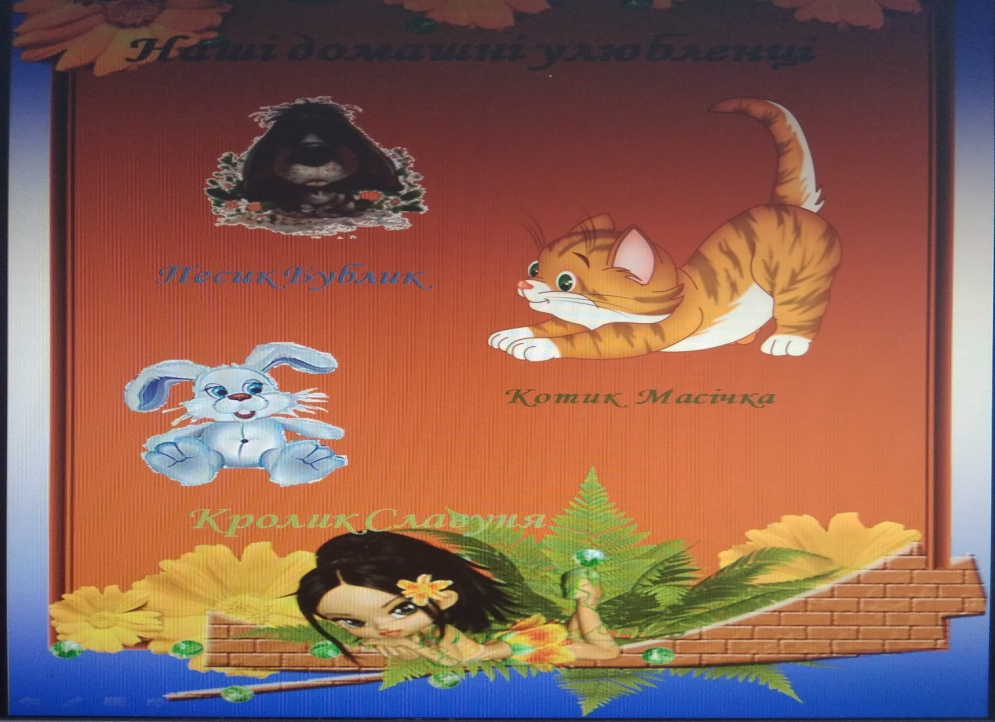 Наші домашні улюбленці
Песик Бублик
Котик Масічка
Кролик Славуня